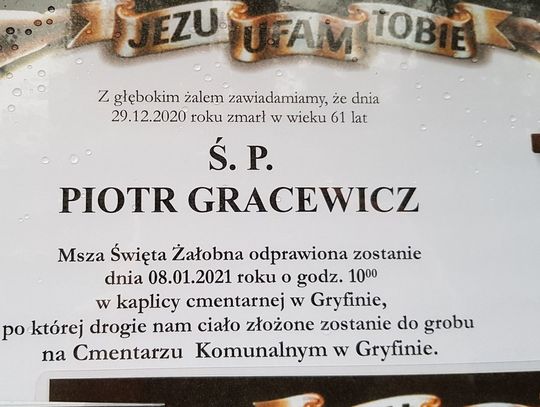 JEZU UFAM TOBIE
Z głębokim żalem zawiadamiamy, że dnia
29.12.2020 roku zmarł w wieku 61 lat
Ś. P.
PIOTR GRACEWICZ
Msza Święta Żałobna odprawiona zostanie
dnia 08.01.2021 roku o godz. 10⁰⁰
w kaplicy cmentarnej w Gryfinie,
po której drogie nam ciało złożone zostanie do grobu
na Cmentarzu Komunalnym w Gryfinie.